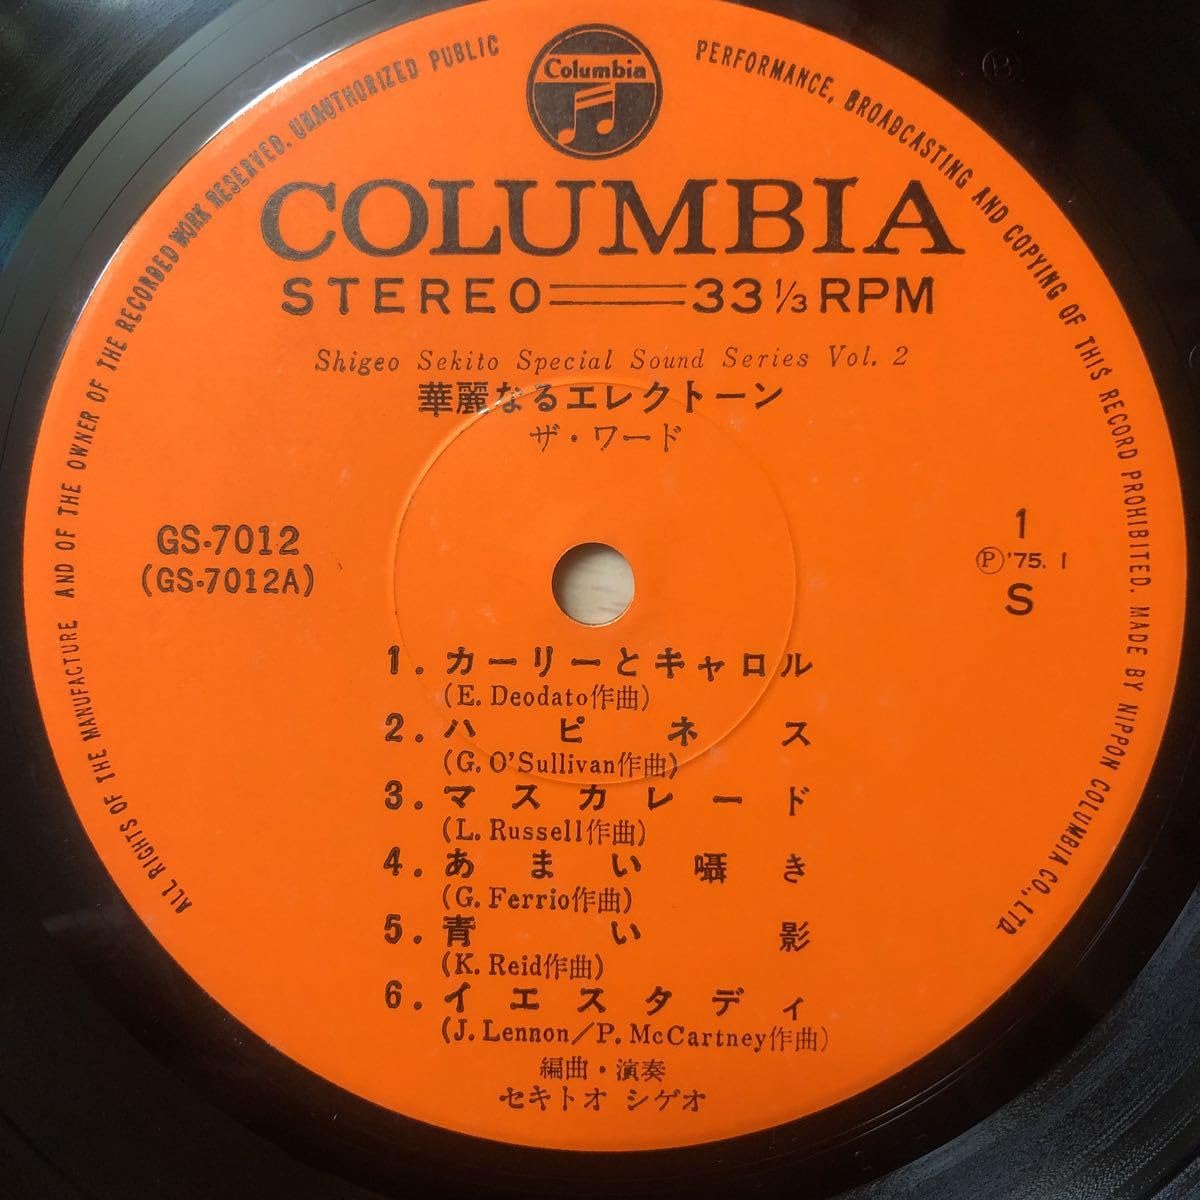 ALL RIGHTS OF THE MANUFACTURE AND OF THE OWNER OF THE RECORDED WORK RESERVED. UNAUTHORIZED PUBLIC PERFORMANCE, BROADCASTING AND COPYING OF THIS RECORD PROHIBITED. MADE BY NIPPON COLUMBIA CO., LTD.
Columbia
COLUMBIA
STEREO 33 1/3 RPM
Shigeo Sekito Special Sound Series Vol. 2
華麗なるエレクトーン
ザ・ワード
GS-7012
(GS-7012A)
1
Ⓟ'75. 1
S
1. カーリーとキャロル
(E. Deodato作曲)
2. ハピネス
(G. O'Sullivan作曲)
3. マスカレード
(L. Russell作曲)
4. あまい囁き
(G. Ferrio作曲)
5. 青い影
(K. Reid作曲)
6. イエスタディ
(J. Lennon/P. McCartney作曲)
編曲・演奏
セキトオ シゲオ